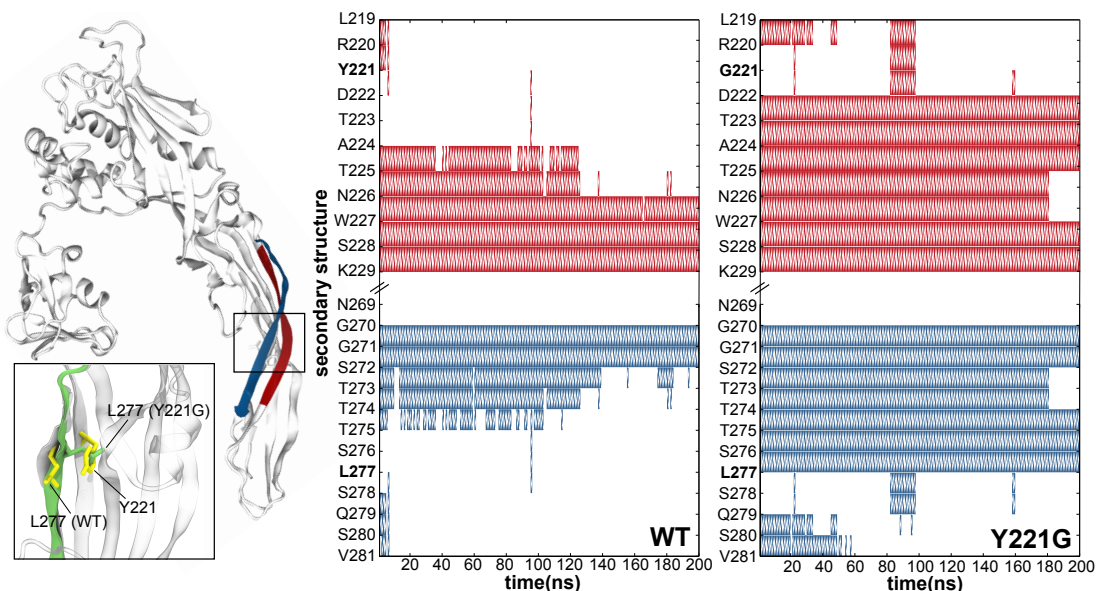 L277 (Y221G)
Y221
L277 (WT)
secondary structure
L219
R220
Y221
D222
T223
A224
T225
N226
W227
S228
K229
N269
G270
G271
S272
T273
T274
T275
S276
L277
S278
Q279
S280
V281
WT
20 40 60 80 100 120 140 160 180 200
time(ns)
L219
R220
G221
D222
T223
A224
T225
N226
W227
S228
K229
N269
G270
G271
S272
T273
T274
T275
S276
L277
S278
Q279
S280
V281
Y221G
20 40 60 80 100 120 140 160 180 200
time(ns)